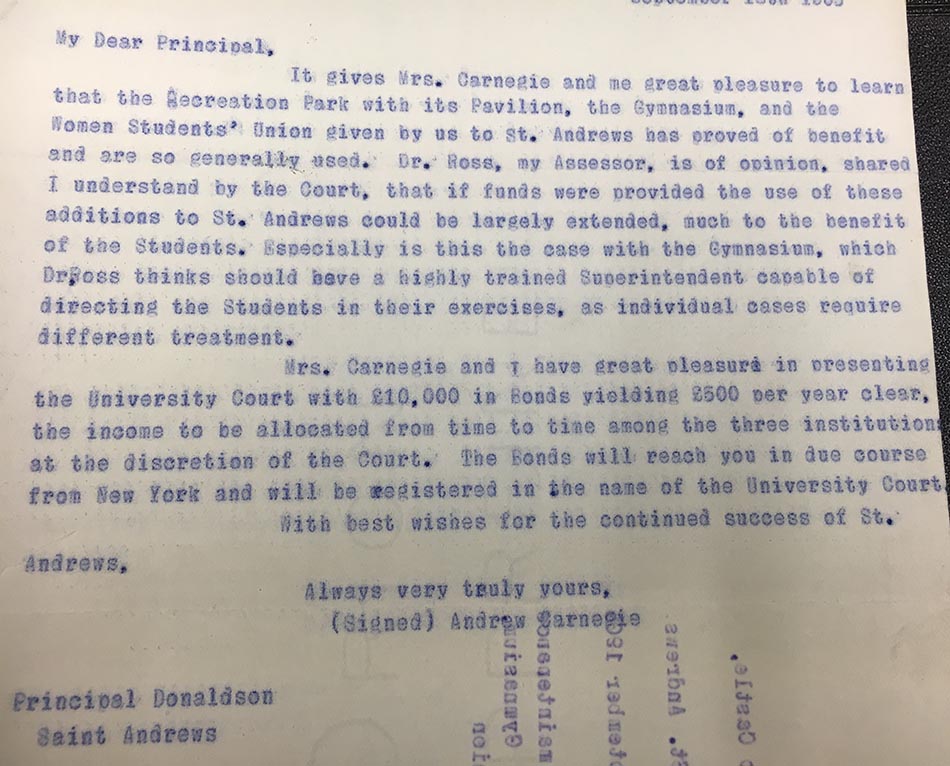 September
My Dear Principal,
It gives Mrs. Carnegie and me great pleasure to learn
that the Recreation Park with its Pavilion, the Gymnasium, and the
Women Students' Union given by us to St. Andrews has proved of benefit
and are so generally used. Dr. Ross, my Assessor, is of opinion, shared
I understand by the Court, that if funds were provided the use of these
additions to St. Andrews could be largely extended, much to the benefit
of the Students. Especially is this the case with the Gymnasium, which
Dr.Ross thinks should have a highly trained Superintendent capable of
directing the Students in their exercises, as individual cases require
different treatment.
Mrs. Carnegie and I have great pleasure in presenting
the University Court with £10,000 in Bonds yielding £500 per year clear,
the income to be allocated from time to time among the three institutions
at the discretion of the Court. The Bonds will reach you in due course
from New York and will be registered in the name of the University Court
With best wishes for the continued success of St.
Andrews,
Always very truly yours,
(Signed) Andrew Carnegie
Principal Donaldson
Saint Andrews
Gymnasium
St. Andrews
Castle,